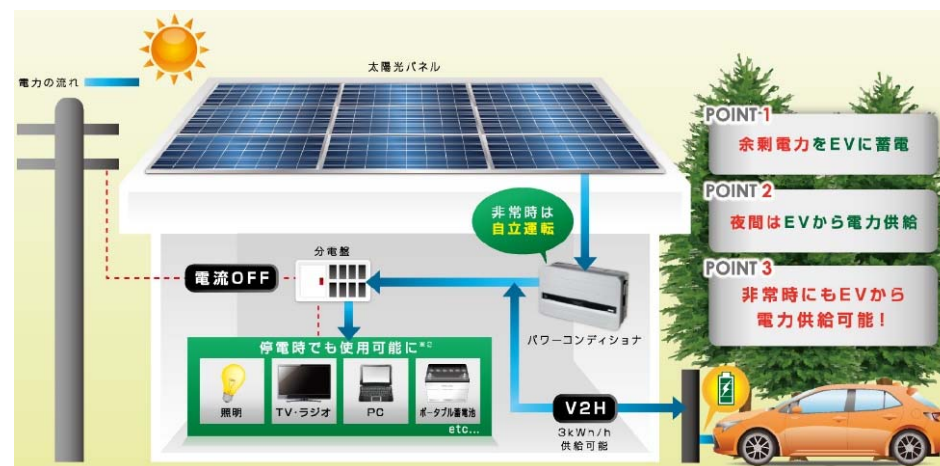 電力の流れ
太陽光パネル
POINT-1
余剰電力をEVに蓄電
POINT 2
夜間はEVから電力供給
POINT 3
非常時にもEVから
電力供給可能！
非常時は
自立運転
分電盤
電流OFF
パワーコンディショナ
停電時でも使用可能に※2
照明
TV・ラジオ
PC
ポータブル蓄電池
etc...
V2H
3kWh/h
供給可能